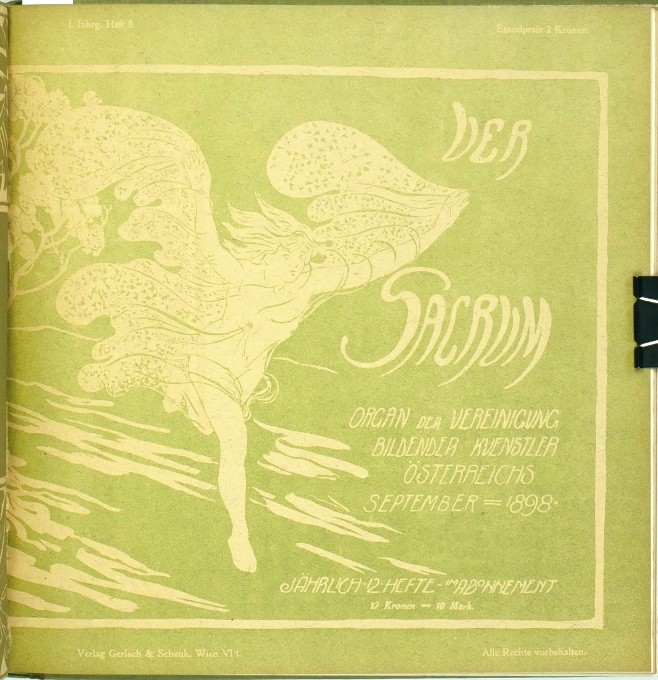 I. Jahrg. Heft 9.
Einzelpreis 2 Kronen.
VER
SACRUM
ORGAN DER VEREINIGUNG
BILDENDER KUENSTLER
ÖSTERREICHS
SEPTEMBER = 1898.
JÄHRLICH 12 HEFTE - IM ABONNEMENT
12 Kronen = 10 Mark.
Verlag Gerlach & Schenk, Wien VI/1.
Alle Rechte vorbehalten.